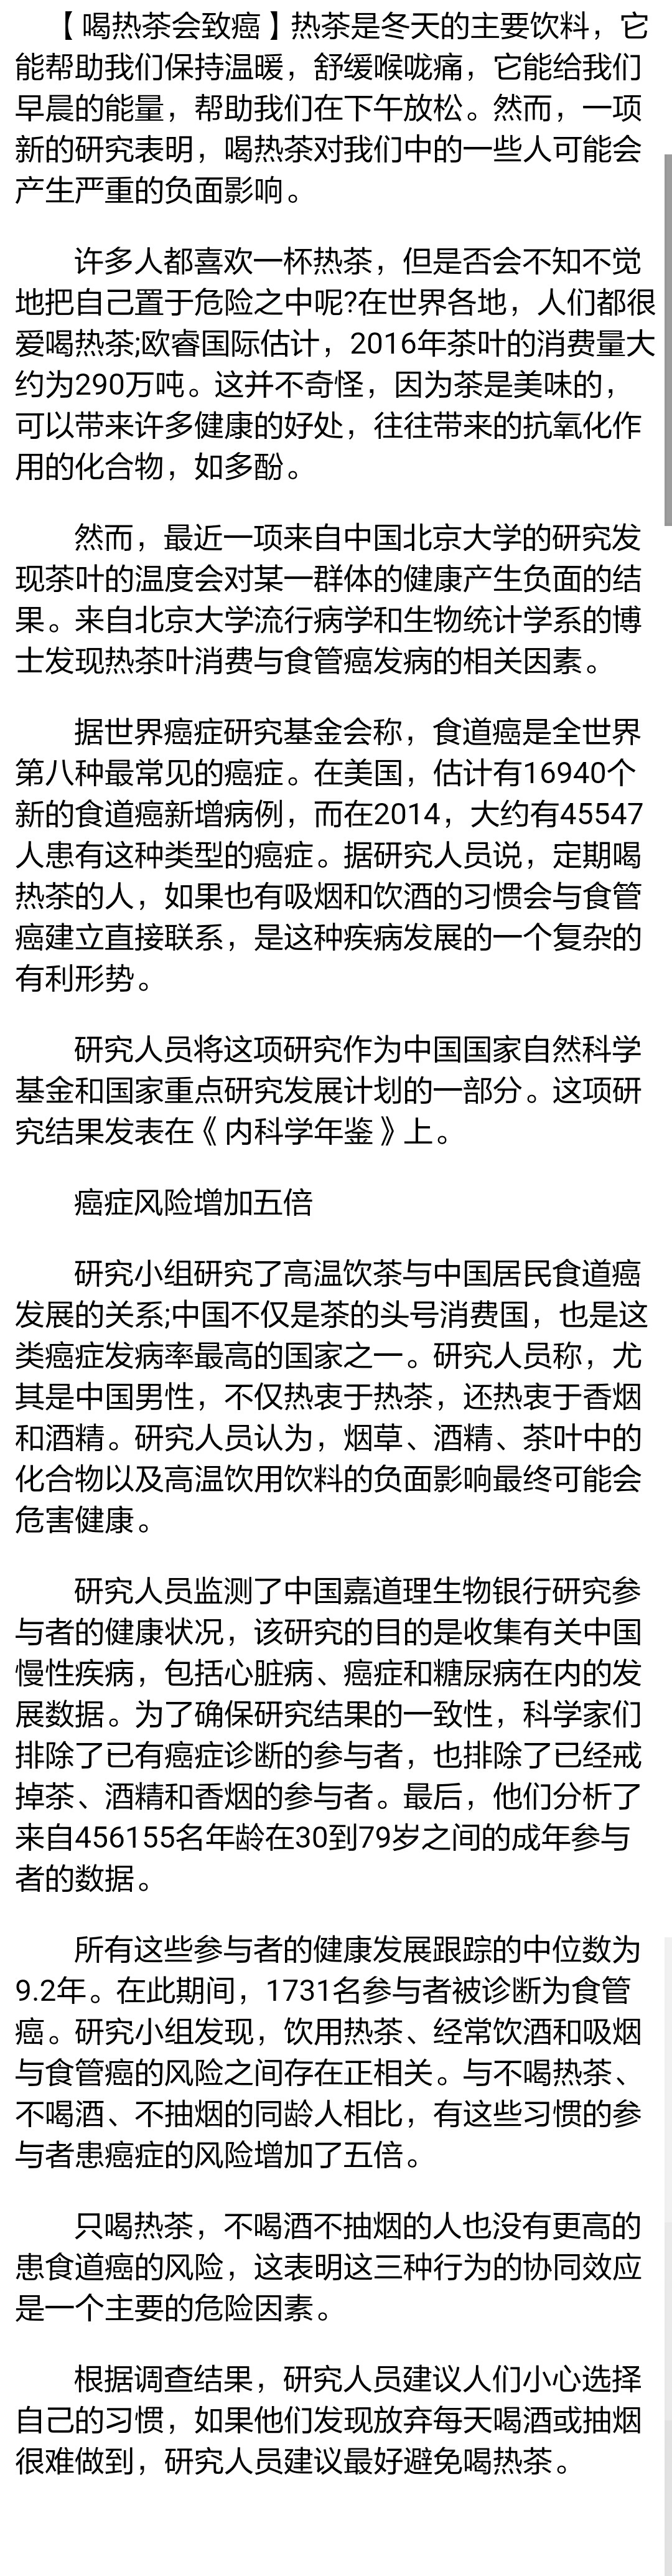 【喝热茶会致癌】热茶是冬天的主要饮料，它
能帮助我们保持温暖，舒缓喉咙痛，它能给我们
早晨的能量，帮助我们在下午放松。然而，一项
新的研究表明，喝热茶对我们中的一些人可能会
产生严重的负面影响。
许多人都喜欢一杯热茶，但是否会不知不觉
地把自己置于危险之中呢?在世界各地，人们都很
爱喝热茶;欧睿国际估计，2016年茶叶的消费量大
约为290万吨。这并不奇怪，因为茶是美味的，
可以带来许多健康的好处，往往带来的抗氧化作
用的化合物，如多酚。
然而，最近一项来自中国北京大学的研究发
现茶叶的温度会对某一群体的健康产生负面的结
果。来自北京大学流行病学和生物统计学系的博
士发现热茶叶消费与食管癌发病的相关因素。
据世界癌症研究基金会称，食道癌是全世界
第八种最常见的癌症。在美国，估计有16940个
新的食道癌新增病例，而在2014，大约有45547
人患有这种类型的癌症。据研究人员说，定期喝
热茶的人，如果也有吸烟和饮酒的习惯会与食管
癌建立直接联系，是这种疾病发展的一个复杂的
有利形势。
研究人员将这项研究作为中国国家自然科学
基金和国家重点研究发展计划的一部分。这项研
究结果发表在《内科学年鉴》上。
癌症风险增加五倍
研究小组研究了高温饮茶与中国居民食道癌
发展的关系;中国不仅是茶的头号消费国，也是这
类癌症发病率最高的国家之一。研究人员称，尤
其是中国男性，不仅热衷于热茶，还热衷于香烟
和酒精。研究人员认为，烟草、酒精、茶叶中的
化合物以及高温饮用饮料的负面影响最终可能会
危害健康。
研究人员监测了中国嘉道理生物银行研究参
与者的健康状况，该研究的目的是收集有关中国
慢性疾病，包括心脏病、癌症和糖尿病在内的发
展数据。为了确保研究结果的一致性，科学家们
排除了已有癌症诊断的参与者，也排除了已经戒
掉茶、酒精和香烟的参与者。最后，他们分析了
来自456155名年龄在30到79岁之间的成年参与
者的数据。
所有这些参与者的健康发展跟踪的中位数为
9.2年。在此期间，1731名参与者被诊断为食管
癌。研究小组发现，饮用热茶、经常饮酒和吸烟
与食管癌的风险之间存在正相关。与不喝热茶、
不喝酒、不抽烟的同龄人相比，有这些习惯的参
与者患癌症的风险增加了五倍。
只喝热茶，不喝酒不抽烟的人也没有更高的
患食道癌的风险，这表明这三种行为的协同效应
是一个主要的危险因素。
根据调查结果，研究人员建议人们小心选择
自己的习惯，如果他们发现放弃每天喝酒或抽烟
很难做到，研究人员建议最好避免喝热茶。